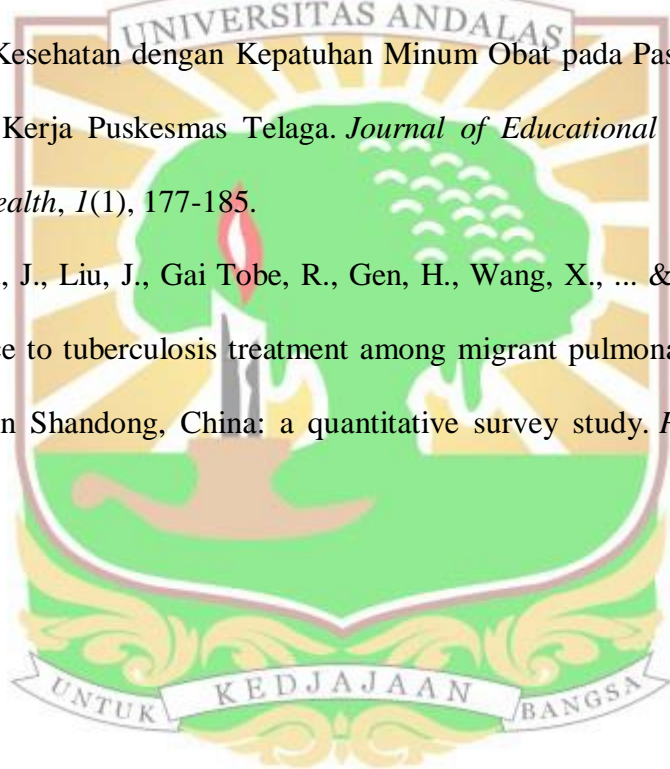 UNIVERSITAS ANDALAS
Kesehatan dengan Kepatuhan Minum Obat pada Pas
Kerja Puskesmas Telaga. Journal of Educational
ealth, 1(1), 177-185.
., J., Liu, J., Gai Tobe, R., Gen, H., Wang, X., ... &
ce to tuberculosis treatment among migrant pulmona
n Shandong, China: a quantitative survey study.
UNTUK KEDJAJAAN BANGSA